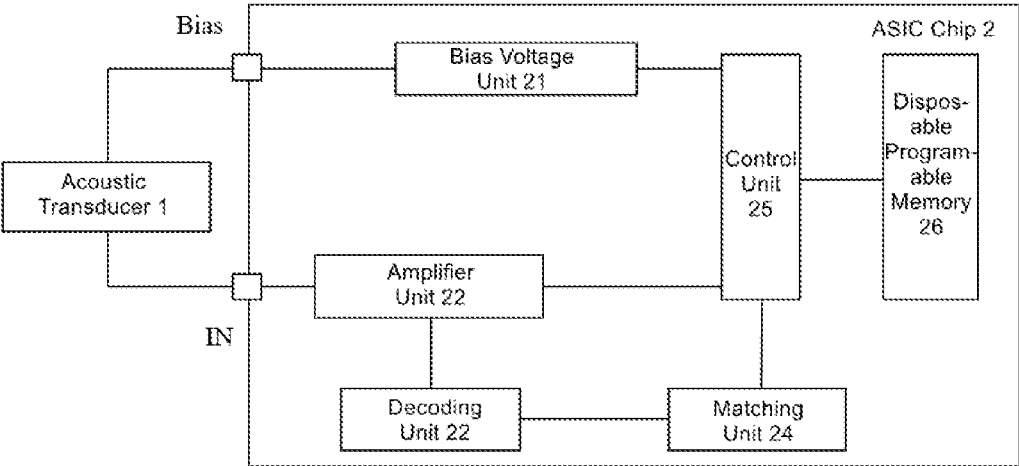 Bias
ASIC Chip 2
Bias Voltage
Unit 21
Dispos-
able
Program-
able
Memory
26
Control
Unit
25
Acoustic
Transducer 1
Amplifier
Unit 22
IN
Decoding
Unit 22
Matching
Unit 24